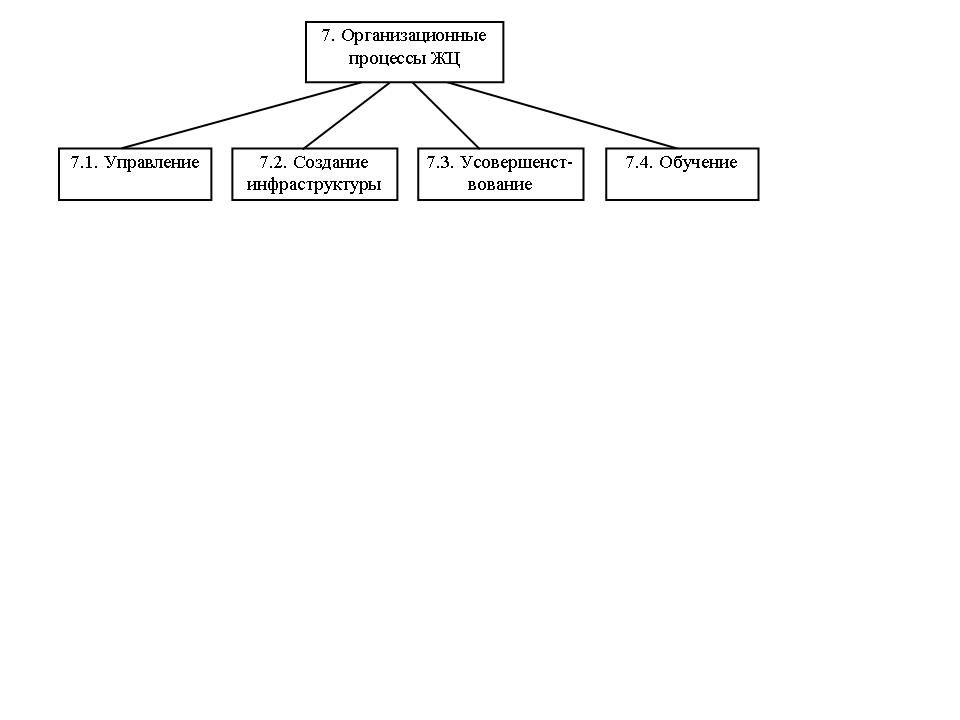 7. Организационные
процессы ЖЦ
7.1. Управление
7.2. Создание
инфраструктуры
7.3. Усовершенст-
вование
7.4. Обучение